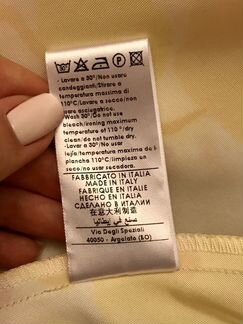 -Lavare a 30°/Non usare
candeggianti/Stirare a
temperatura massima di
110°C/Lavare a secco/non
usare asciugatrice.
-Wash 30°/Do not use
bleach/ironing maximum
temperature of 110°/dry
clean/do not tumble dry.
-Lavar a 30°/No usar
lejía/temperatura máxima de
plancha 110°C/limpieza en
seco/no usar secadora.
FABBRICATO IN ITALIA
MADE IN ITALY
FABRIQUE EN ITALIE
HECHO EN ITALIA
СДЕЛАНО В ИТАЛИИ
在意大利制造
صنع في إيطاليا
Via Degli Speziali
40050 - Argelato (BO)